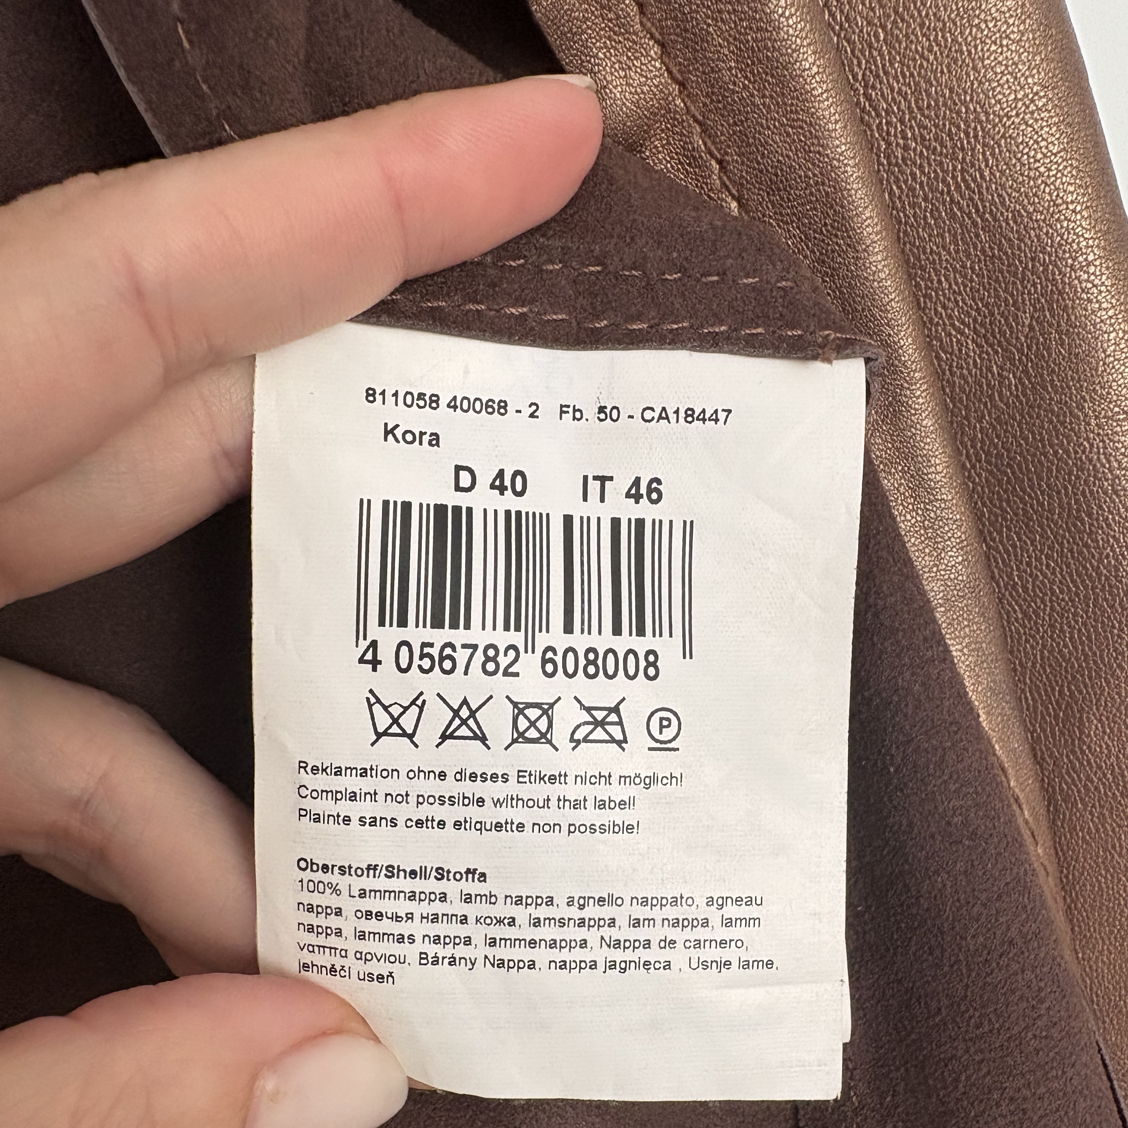 811058 40068 - 2 Fb. 50 - CA18447
Kora
D 40 IT 46
4 056782 608008
P
Reklamation ohne dieses Etikett nicht möglich!
Complaint not possible without that label!
Plainte sans cette etiquette non possible!
Oberstoff/Shell/Stoffa
100% Lammnappa, lamb nappa, agnello nappato, agneau
nappa, овечья наппа кожа, lamsnappa, lam nappa, lamm
nappa, lammas nappa, lammenappa, Nappa de carnero,
ναππα αρνιου, Bárány Nappa, nappa jagnięca , Usnje lame,
jehněčí useň